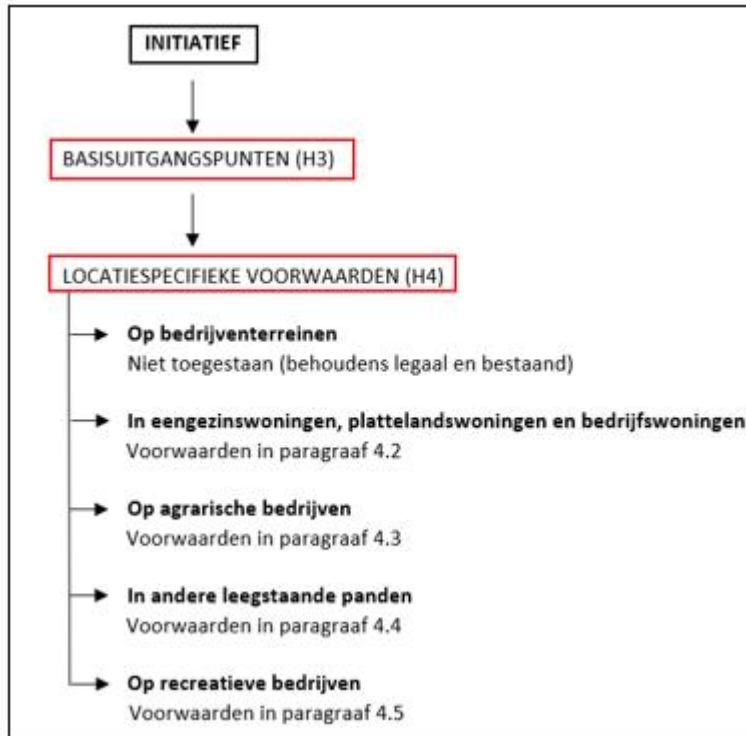 INITIATIEF
BASISUITGANGSPUNTEN (H3)
LOCATIESPECIFIEKE VOORWAARDEN (H4)
Op bedrijventerreinen
Niet toegestaan (behoudens legaal en bestaand)
In eengezinswoningen, plattelandswoningen en bedrijfswoningen
Voorwaarden in paragraaf 4.2
Op agrarische bedrijven
Voorwaarden in paragraaf 4.3
In andere leegstaande panden
Voorwaarden in paragraaf 4.4
Op recreatieve bedrijven
Voorwaarden in paragraaf 4.5